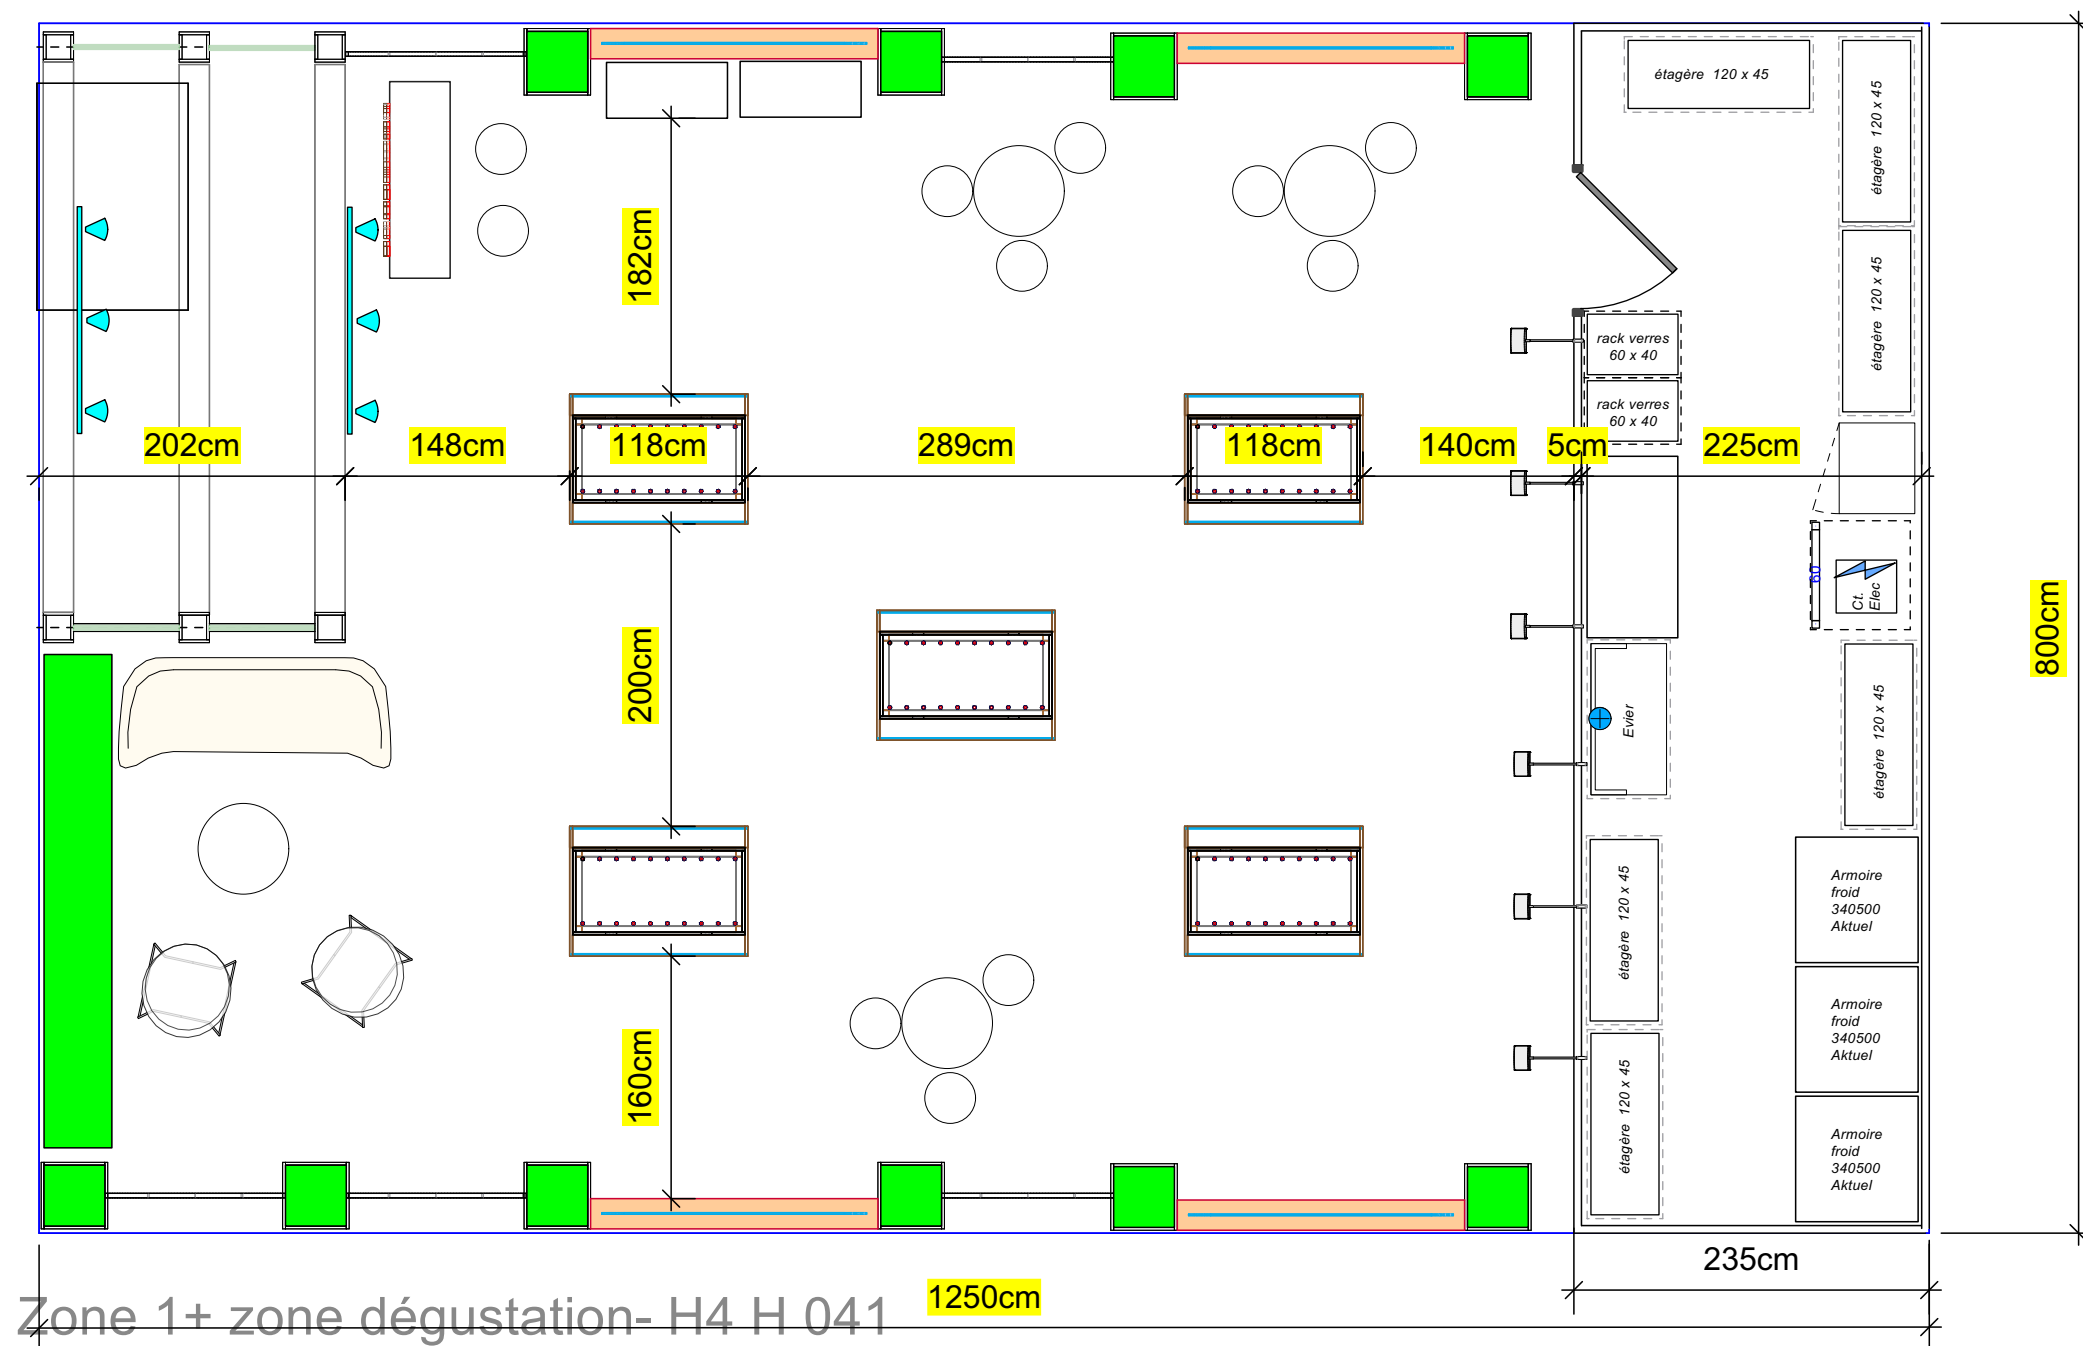 étagère 120 x 45
étagère 120 x 45
étagère 120 x 45
182cm
rack verres
60 x 40
rack verres
60 x 40
202cm
148cm
118cm
289cm
118cm
140cm
5cm
225cm
60
Ct.
Elec
800cm
200cm
Evier
étagère 120 x 45
étagère 120 x 45
Armoire
froid
340500
Aktuel
Armoire
froid
340500
Aktuel
160cm
étagère 120 x 45
Armoire
froid
340500
Aktuel
235cm
1250cm
Zone 1+ zone dégustation- H4 H 041